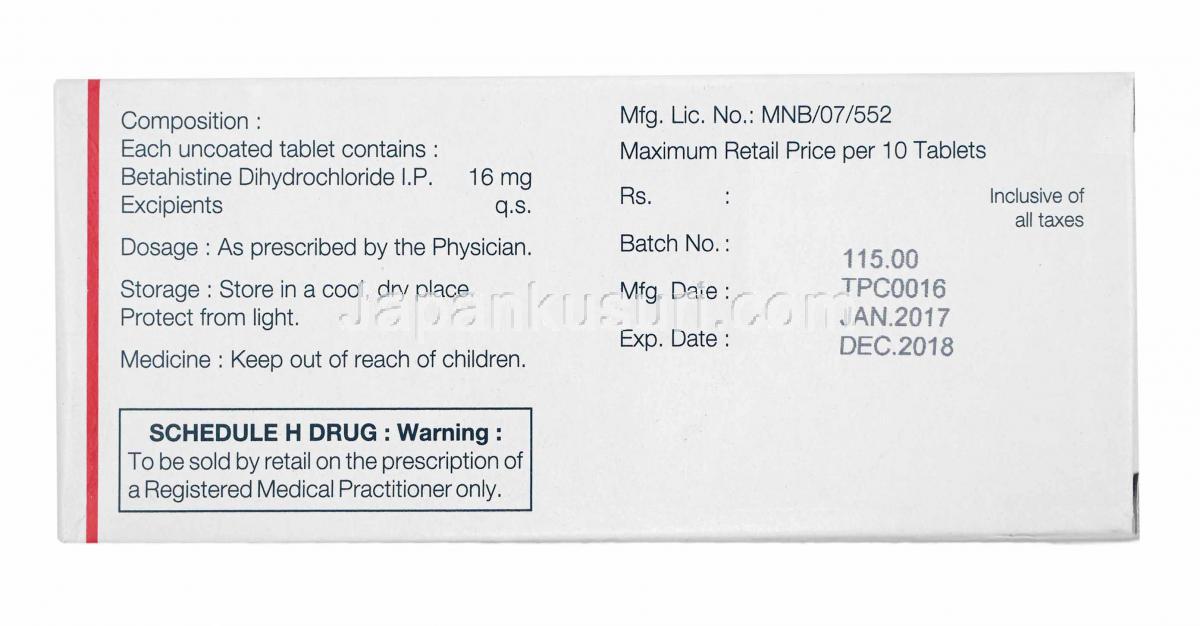 Composition :
Each uncoated tablet contains :
Betahistine Dihydrochloride I.P. 16 mg
Excipients q.s.
Dosage : As prescribed by the Physician.
Storage : Store in a cool, dry place.
Protect from light.
Medicine : Keep out of reach of children.
SCHEDULE H DRUG : Warning :
To be sold by retail on the prescription of
a Registered Medical Practitioner only.
Mfg. Lic. No.: MNB/07/552
Maximum Retail Price per 10 Tablets
Rs. :
Inclusive of
all taxes
Batch No. :
Mfg. Date :
Exp. Date :
115.00
TPC0016
JAN.2017
DEC.2018
Japankusuri.com